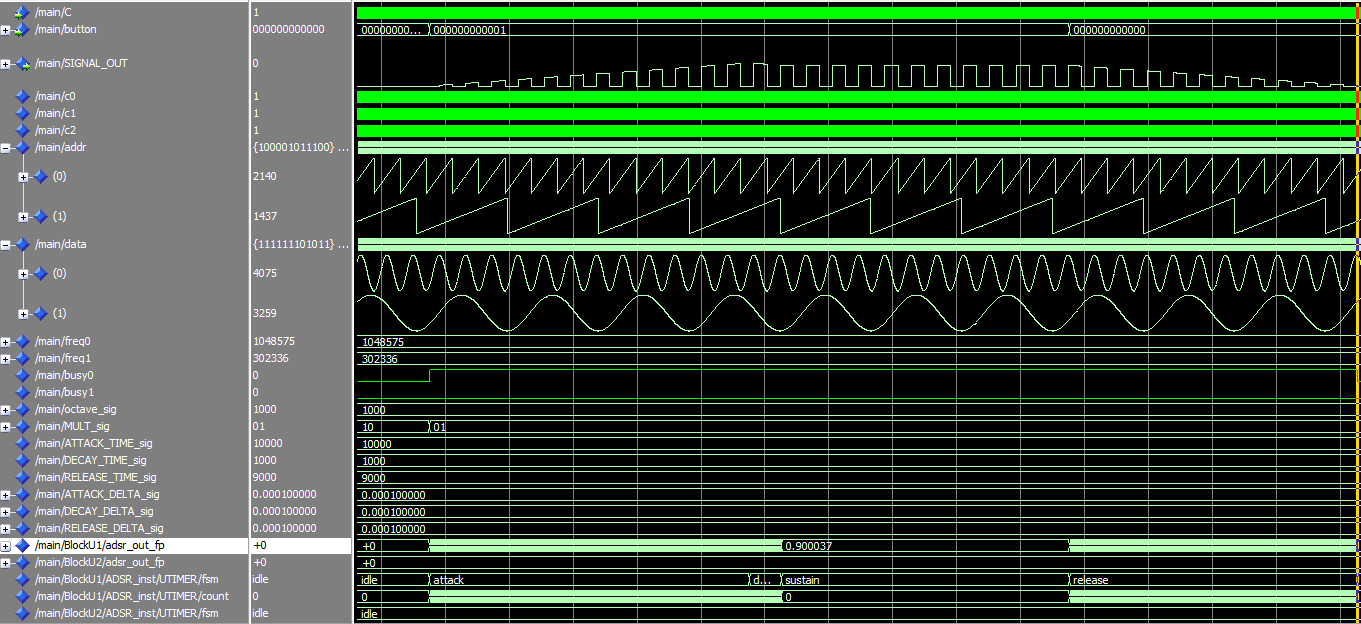 /main/C 1
/main/button 000000000000 00000000... 000000000001 000000000000
/main/SIGNAL_OUT 0
/main/c0 1
/main/c1 1
/main/c2 1
/main/addr {100001011100} ...
(0) 2140
(1) 1437
/main/data {111111101011} ...
(0) 4075
(1) 3259
/main/freq0 1048575 1048575
/main/freq1 302336 302336
/main/busy0 0
/main/busy1 0
/main/octave_sig 1000 1000
/main/MULT_sig 01 10 01
/main/ATTACK_TIME_sig 10000 10000
/main/DECAY_TIME_sig 1000 1000
/main/RELEASE_TIME_sig 9000 9000
/main/ATTACK_DELTA_sig 0.000100000 0.000100000
/main/DECAY_DELTA_sig 0.000100000 0.000100000
/main/RELEASE_DELTA_sig 0.000100000 0.000100000
/main/BlockU1/adsr_out_fp +0 +0 0.900037
/main/BlockU2/adsr_out_fp +0 +0
/main/BlockU1/ADSR_inst/UTIMER/fsm idle idle attack d... sustain release
/main/BlockU1/ADSR_inst/UTIMER/count 0 0 0
/main/BlockU2/ADSR_inst/UTIMER/fsm idle idle